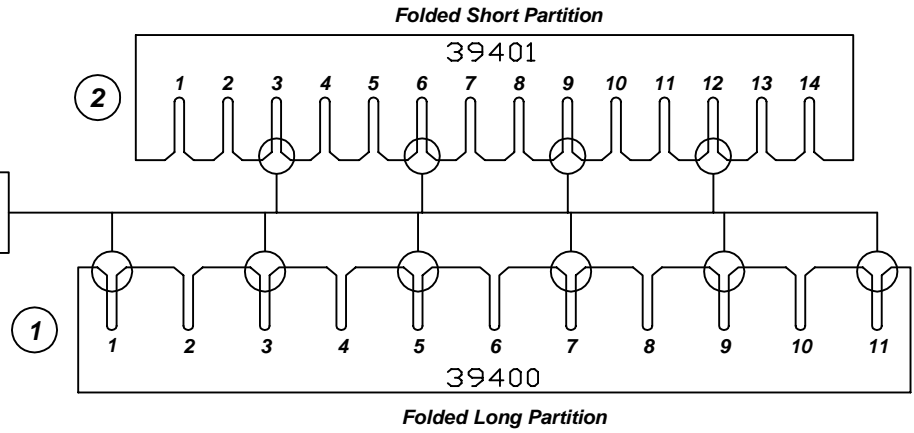 Folded Short Partition
39401
2
1 2 3 4 5 6 7 8 9 10 11 12 13 14
1
1 2 3 4 5 6 7 8 9 10 11
39400
Folded Long Partition